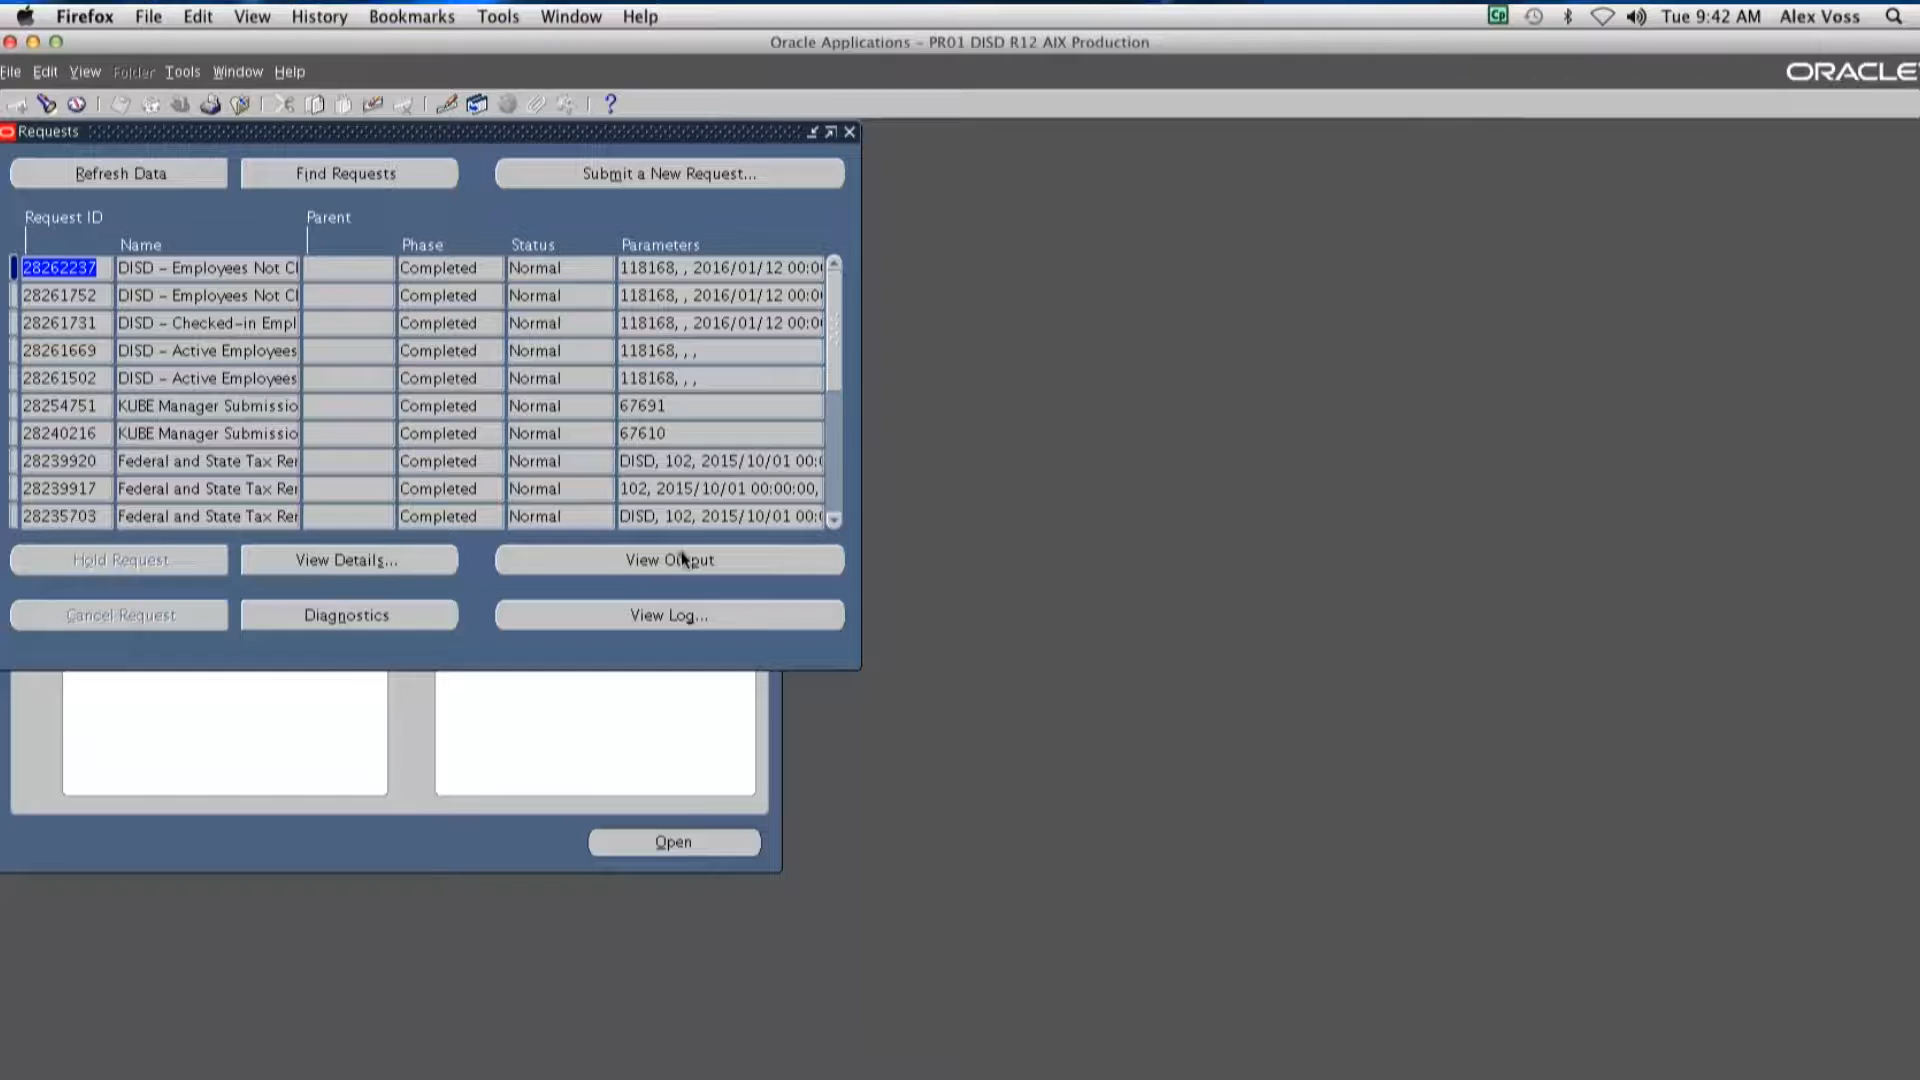 Firefox File Edit View History Bookmarks Tools Window Help Cp Tue 9:42 AM Alex Voss
Oracle Applications – PR01 DISD R12 AIX Production
File Edit View Folder Tools Window Help ORACLE
?
Requests
Refresh Data Find Requests Submit a New Request...
Request ID Parent
Name Phase Status Parameters
28262237 DISD – Employees Not Cl Completed Normal 118168, , 2016/01/12 00:0
28261752 DISD – Employees Not Cl Completed Normal 118168, , 2016/01/12 00:0
28261731 DISD – Checked–in Empl Completed Normal 118168, , 2016/01/12 00:0
28261669 DISD – Active Employees Completed Normal 118168, , ,
28261502 DISD – Active Employees Completed Normal 118168, , ,
28254751 KUBE Manager Submissio Completed Normal 67691
28240216 KUBE Manager Submissio Completed Normal 67610
28239920 Federal and State Tax Rer Completed Normal DISD, 102, 2015/10/01 00:
28239917 Federal and State Tax Rer Completed Normal 102, 2015/10/01 00:00:00,
28235703 Federal and State Tax Rer Completed Normal DISD, 102, 2015/10/01 00:
Hold Request View Details... View Output
Cancel Request Diagnostics View Log...
Open